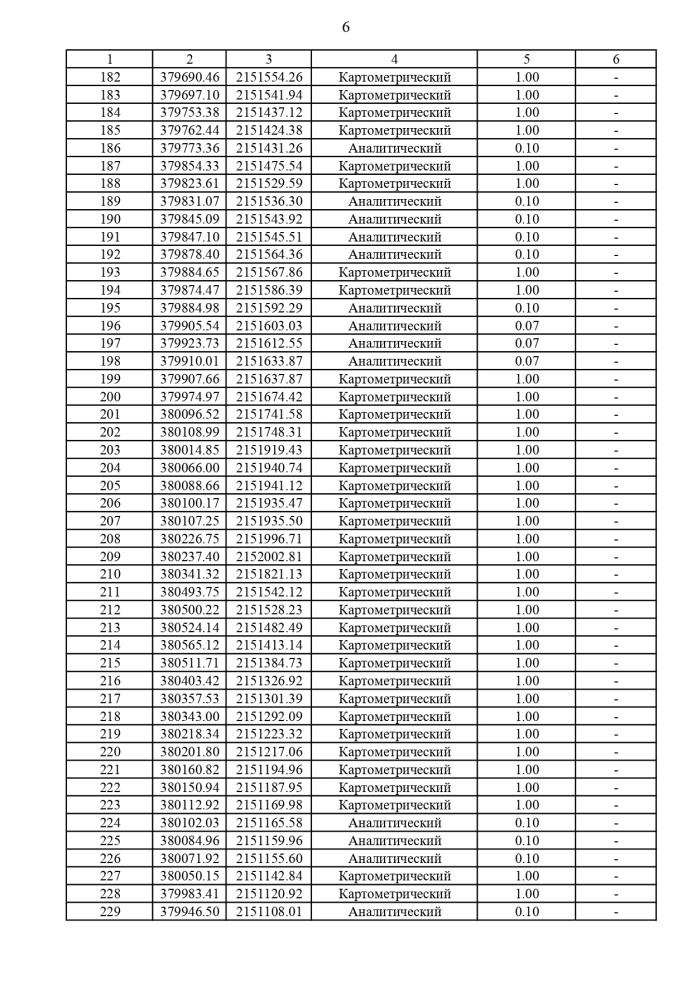 6
1 2 3 4 5 6
182 379690.46 2151554.26 Картометрический 1.00 -
183 379697.10 2151541.94 Картометрический 1.00 -
184 379753.38 2151437.12 Картометрический 1.00 -
185 379762.44 2151424.38 Картометрический 1.00 -
186 379773.36 2151431.26 Аналитический 0.10 -
187 379854.33 2151475.54 Картометрический 1.00 -
188 379823.61 2151529.59 Картометрический 1.00 -
189 379831.07 2151536.30 Аналитический 0.10 -
190 379845.09 2151543.92 Аналитический 0.10 -
191 379847.10 2151545.51 Аналитический 0.10 -
192 379878.40 2151564.36 Аналитический 0.10 -
193 379884.65 2151567.86 Картометрический 1.00 -
194 379874.47 2151586.39 Картометрический 1.00 -
195 379884.98 2151592.29 Аналитический 0.10 -
196 379905.54 2151603.03 Аналитический 0.07 -
197 379923.73 2151612.55 Аналитический 0.07 -
198 379910.01 2151633.87 Аналитический 0.07 -
199 379907.66 2151637.87 Картометрический 1.00 -
200 379974.97 2151674.42 Картометрический 1.00 -
201 380096.52 2151741.58 Картометрический 1.00 -
202 380108.99 2151748.31 Картометрический 1.00 -
203 380014.85 2151919.43 Картометрический 1.00 -
204 380066.00 2151940.74 Картометрический 1.00 -
205 380088.66 2151941.12 Картометрический 1.00 -
206 380100.17 2151935.47 Картометрический 1.00 -
207 380107.25 2151935.50 Картометрический 1.00 -
208 380226.75 2151996.71 Картометрический 1.00 -
209 380237.40 2152002.81 Картометрический 1.00 -
210 380341.32 2151821.13 Картометрический 1.00 -
211 380493.75 2151542.12 Картометрический 1.00 -
212 380500.22 2151528.23 Картометрический 1.00 -
213 380524.14 2151482.49 Картометрический 1.00 -
214 380565.12 2151413.14 Картометрический 1.00 -
215 380511.71 2151384.73 Картометрический 1.00 -
216 380403.42 2151326.92 Картометрический 1.00 -
217 380357.53 2151301.39 Картометрический 1.00 -
218 380343.00 2151292.09 Картометрический 1.00 -
219 380218.34 2151223.32 Картометрический 1.00 -
220 380201.80 2151217.06 Картометрический 1.00 -
221 380160.82 2151194.96 Картометрический 1.00 -
222 380150.94 2151187.95 Картометрический 1.00 -
223 380112.92 2151169.98 Картометрический 1.00 -
224 380102.03 2151165.58 Аналитический 0.10 -
225 380084.96 2151159.96 Аналитический 0.10 -
226 380071.92 2151155.60 Аналитический 0.10 -
227 380050.15 2151142.84 Картометрический 1.00 -
228 379983.41 2151120.92 Картометрический 1.00 -
229 379946.50 2151108.01 Аналитический 0.10 -